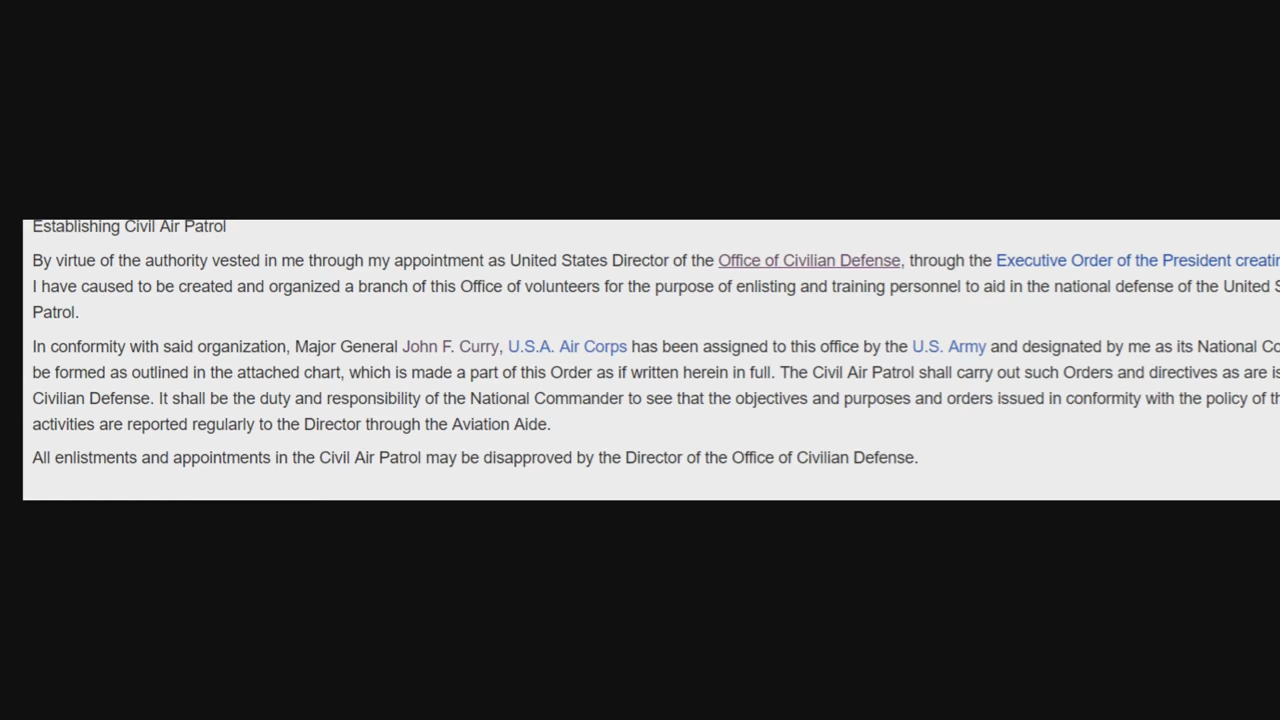 Establishing Civil Air Patrol
By virtue of the authority vested in me through my appointment as United States Director of the Office of Civilian Defense, through the Executive Order of the President
I have caused to be created and organized a branch of this Office of volunteers for the purpose of enlisting and training personnel to aid in the national defense of the United
Patrol.
In conformity with said organization, Major General John F. Curry, U.S.A. Air Corps has been assigned to this office by the U.S. Army and designated by me as its National
be formed as outlined in the attached chart, which is made a part of this Order as if written herein in full. The Civil Air Patrol shall carry out such Orders and directives as are
Civilian Defense. It shall be the duty and responsibility of the National Commander to see that the objectives and purposes and orders issued in conformity with the policy of
activities are reported regularly to the Director through the Aviation Aide.
All enlistments and appointments in the Civil Air Patrol may be disapproved by the Director of the Office of Civilian Defense.